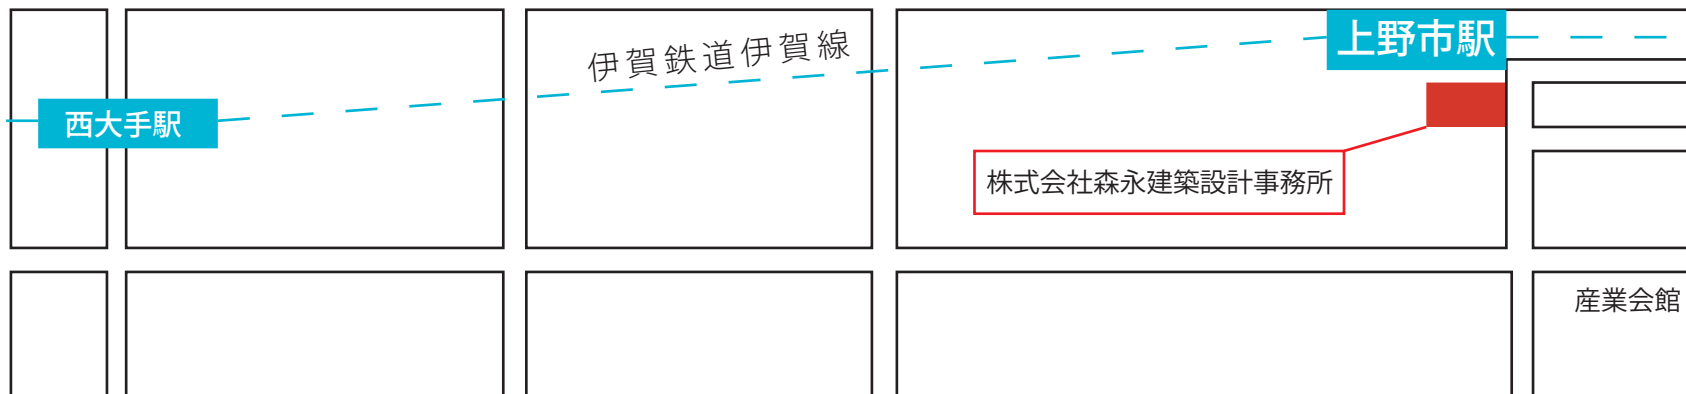 伊賀鉄道伊賀線
上野市駅
西大手駅
株式会社森永建築設計事務所
産業会館